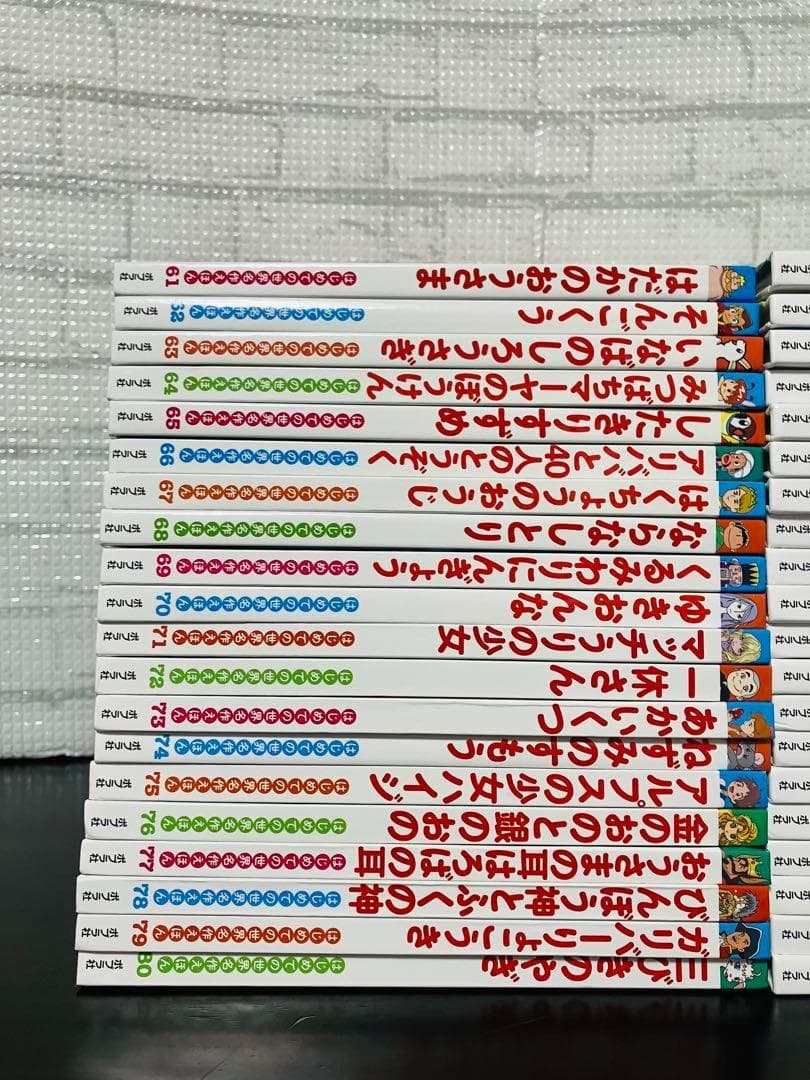 はだかのおうさま はじめての世界名作えほん 61 ポプラ社
そんごくう はじめての世界名作えほん 62 ポプラ社
いなばのしろうさぎ はじめての世界名作えほん 63 ポプラ社
みつばちマーヤのぼうけん はじめての世界名作えほん 64 ポプラ社
したきりすずめ はじめての世界名作えほん 65 ポプラ社
アリババと40人のとうぞく はじめての世界名作えほん 66 ポプラ社
はくちょうのおうじ はじめての世界名作えほん 67 ポプラ社
ならなしとり はじめての世界名作えほん 68 ポプラ社
くるみわりにんぎょう はじめての世界名作えほん 69 ポプラ社
ゆきおんな はじめての世界名作えほん 70 ポプラ社
マッチうりの少女 はじめての世界名作えほん 71 ポプラ社
一休さん はじめての世界名作えほん 72 ポプラ社
あかいくつ はじめての世界名作えほん 73 ポプラ社
ねずみのすもう はじめての世界名作えほん 74 ポプラ社
アルプスの少女ハイジ はじめての世界名作えほん 75 ポプラ社
金のおのと銀のおの はじめての世界名作えほん 76 ポプラ社
おうさまの耳はろばの耳 はじめての世界名作えほん 77 ポプラ社
びんぼう神とふくの神 はじめての世界名作えほん 78 ポプラ社
ガリバーりょこうき はじめての世界名作えほん 79 ポプラ社
三びきのやぎ はじめての世界名作えほん 80 ポプラ社